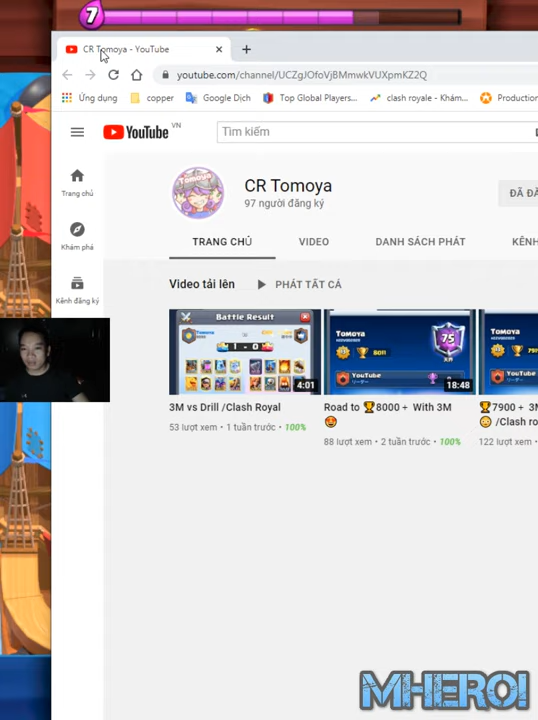 7
CR Tomoya - YouTube
youtube.com/channel/UCZgJOfoVjBMmwkVUXpmKZ2Q
Ứng dụng copper Google Dịch Top Global Players... clash royale - Khám... Production
YouTube VN
Tìm kiếm
Trang chủ
Khám phá
Kênh đăng ký
CR Tomoya
97 người đăng ký
ĐÃ ĐĂ
TRANG CHỦ VIDEO DANH SÁCH PHÁT KÊNH
Video tải lên PHÁT TẤT CẢ
Battle Result
1 - 0
4:01
Tomoya
75
YouTube
18:48
Tomoya
3M vs Drill /Clash Royal
53 lượt xem • 1 tuần trước • 100%
Road to 🏆8000+ With 3M
🤩
88 lượt xem • 2 tuần trước • 100%
🏆7900+ 3M
/Clash ro
122 lượt xem
MHERO!